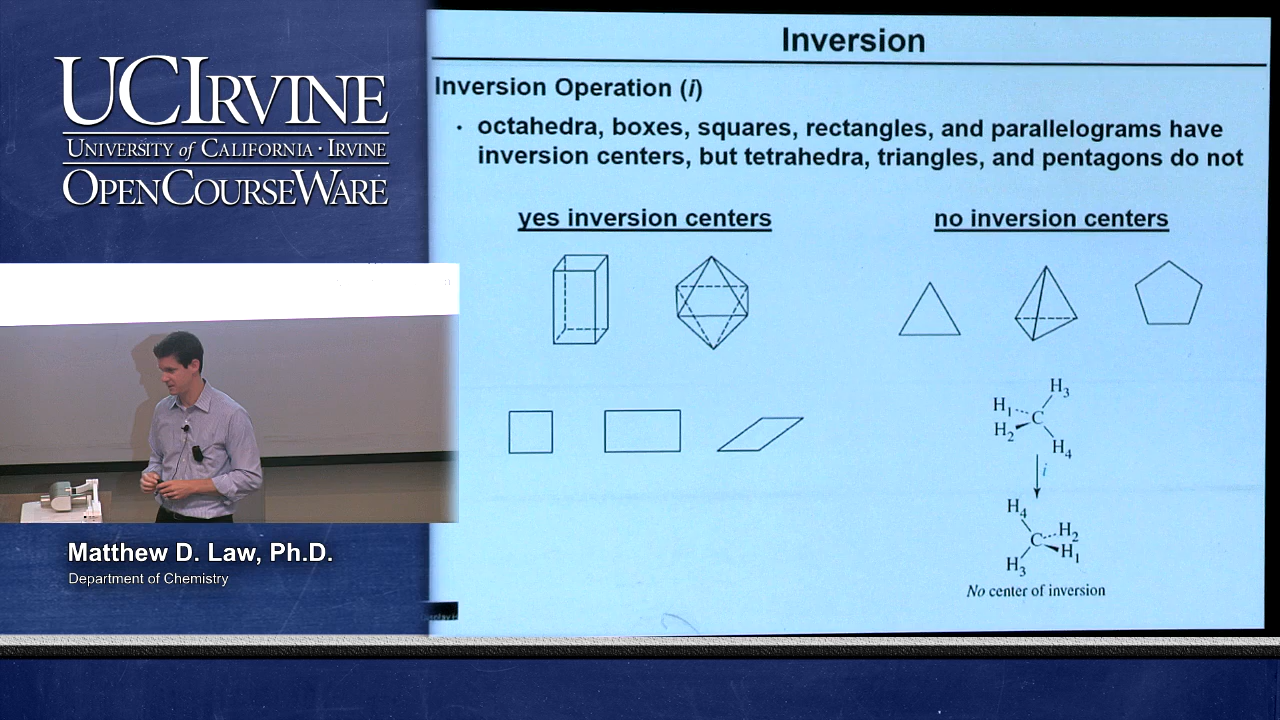 UCIRVINE
UNIVERSITY of CALIFORNIA · IRVINE
OPENCOURSEWARE
Matthew D. Law, Ph.D.
Department of Chemistry
Inversion
Inversion Operation (i)
· octahedra, boxes, squares, rectangles, and parallelograms have
inversion centers, but tetrahedra, triangles, and pentagons do not
yes inversion centers
no inversion centers
H3
H1 C
H2
H4
i
H4
C H2
H1
H3
No center of inversion